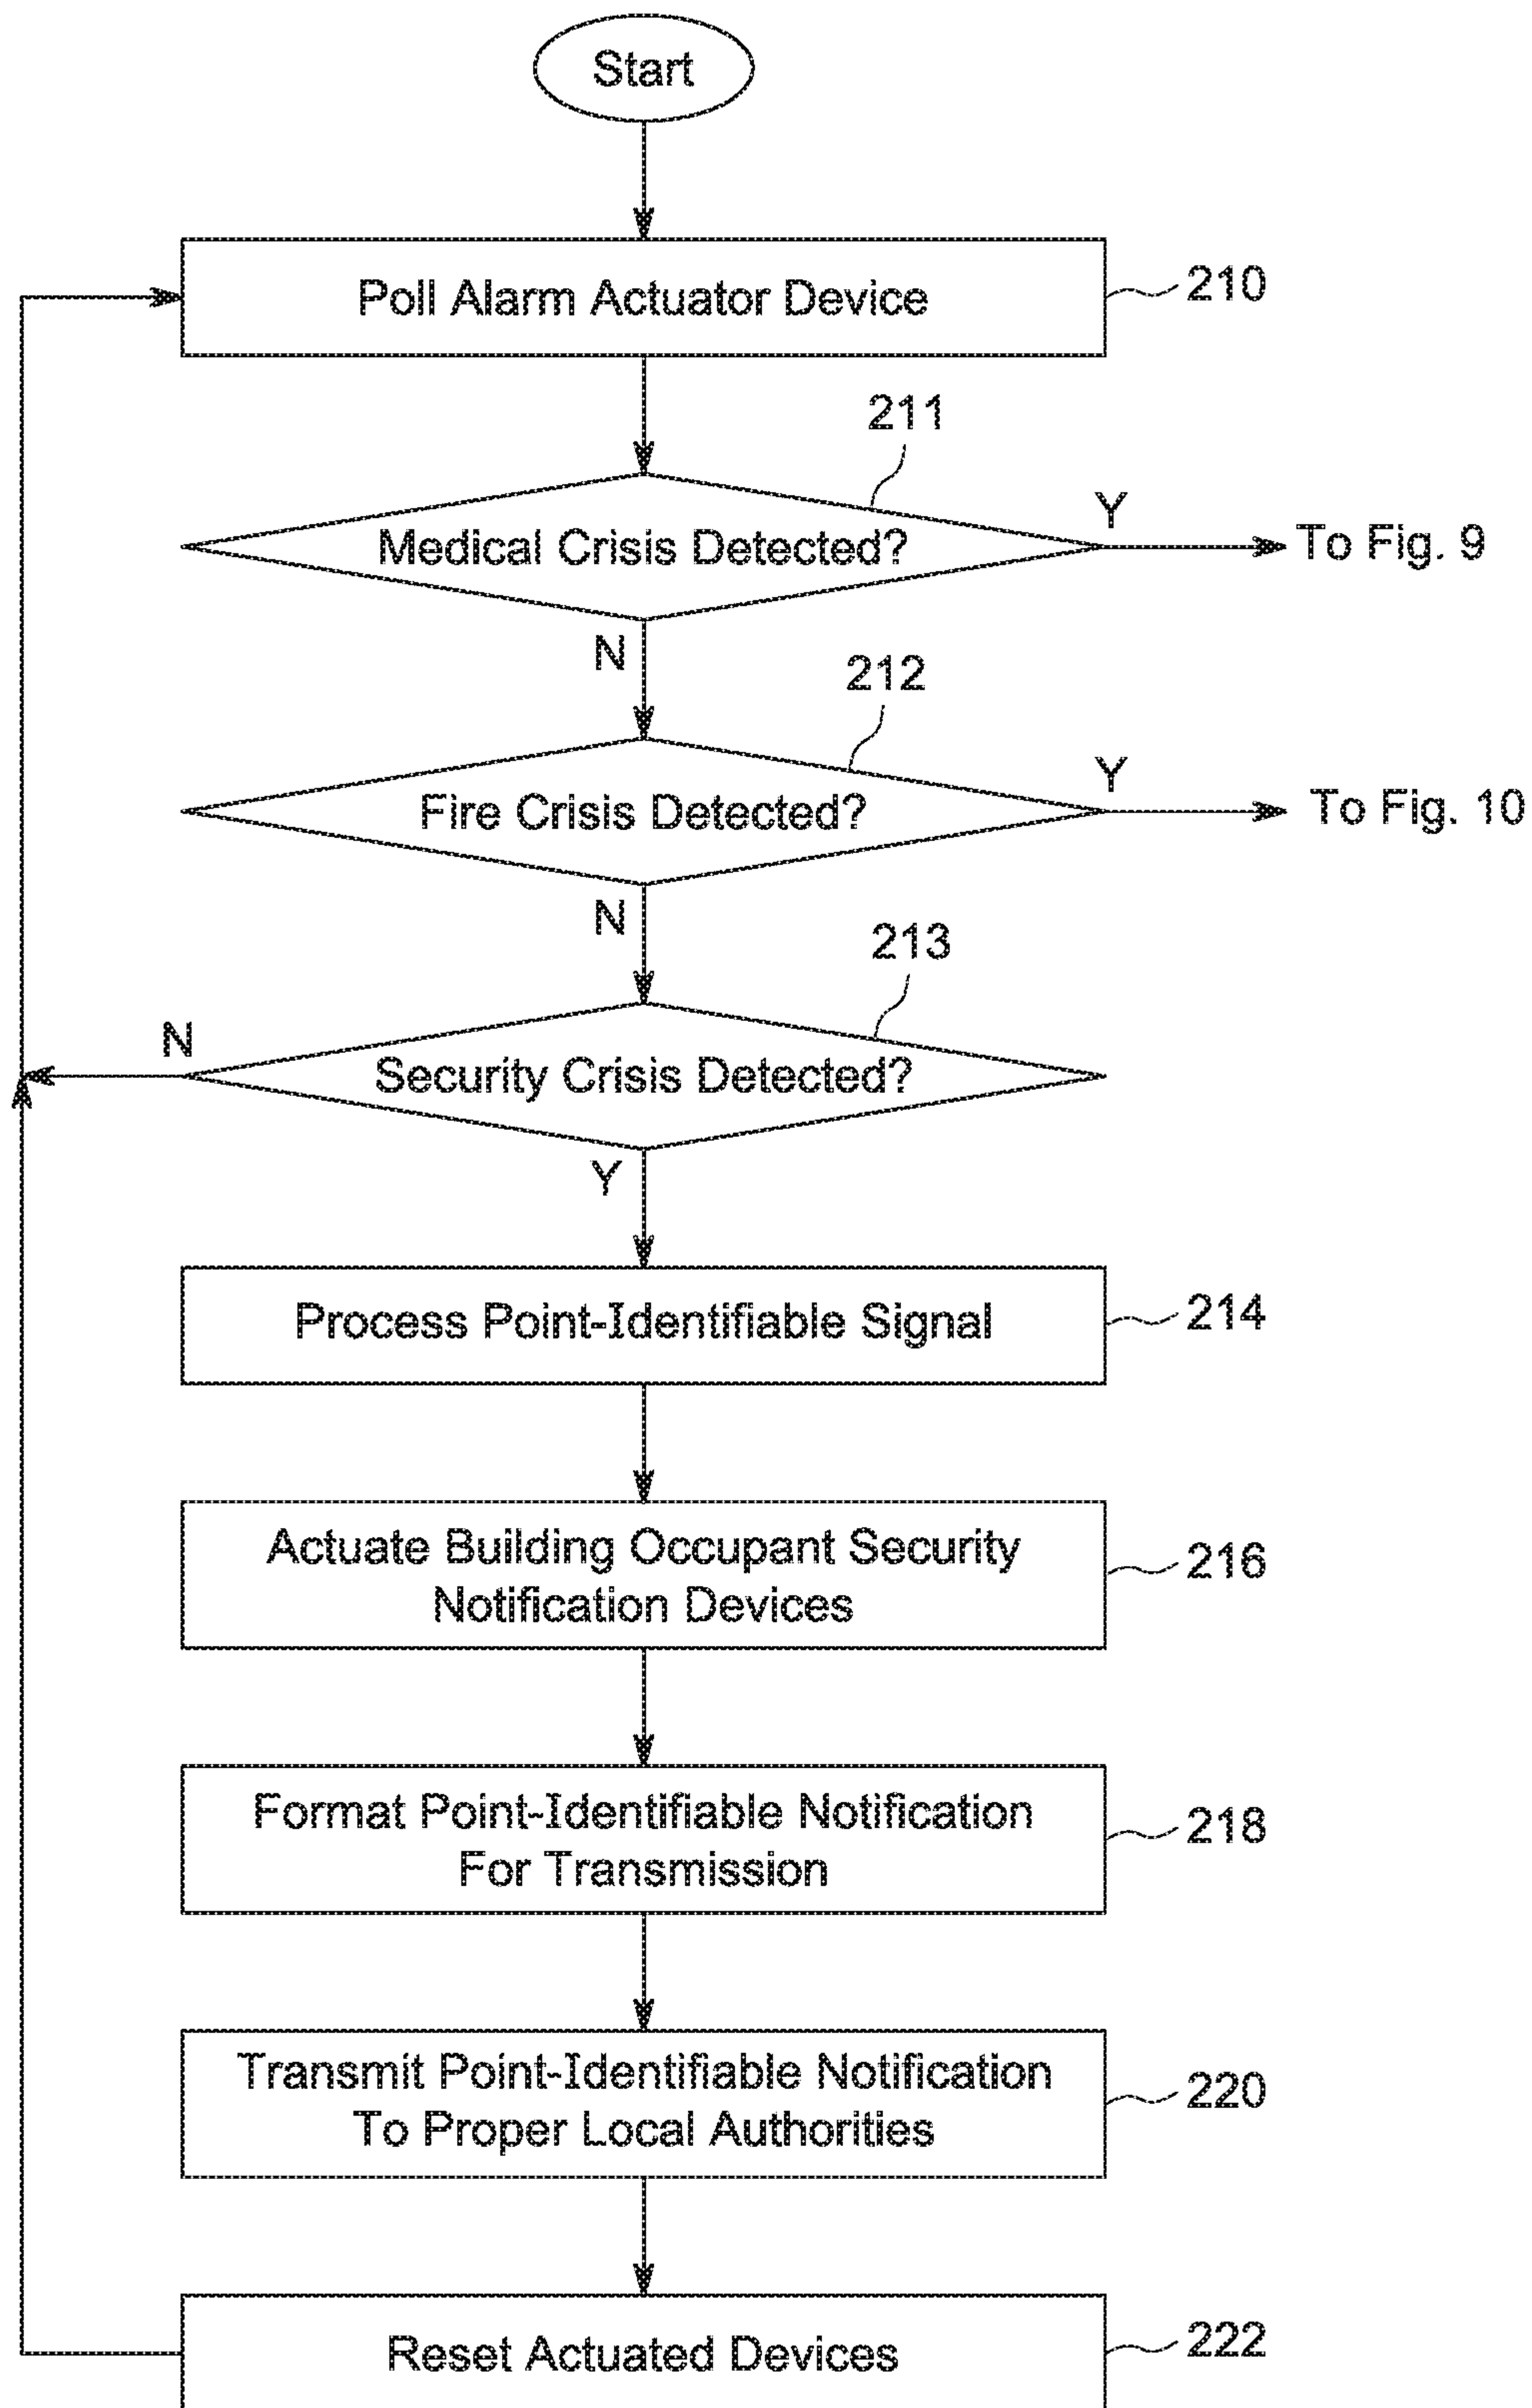 Start
Poll Alarm Actuator Device
210
211
Medical Crisis Detected?
Y
To Fig. 9
N
212
Fire Crisis Detected?
Y
To Fig. 10
N
213
Security Crisis Detected?
N
Y
Process Point-Identifiable Signal
214
Actuate Building Occupant Security
Notification Devices
216
Format Point-Identifiable Notification
For Transmission
218
Transmit Point-Identifiable Notification
To Proper Local Authorities
220
Reset Actuated Devices
222